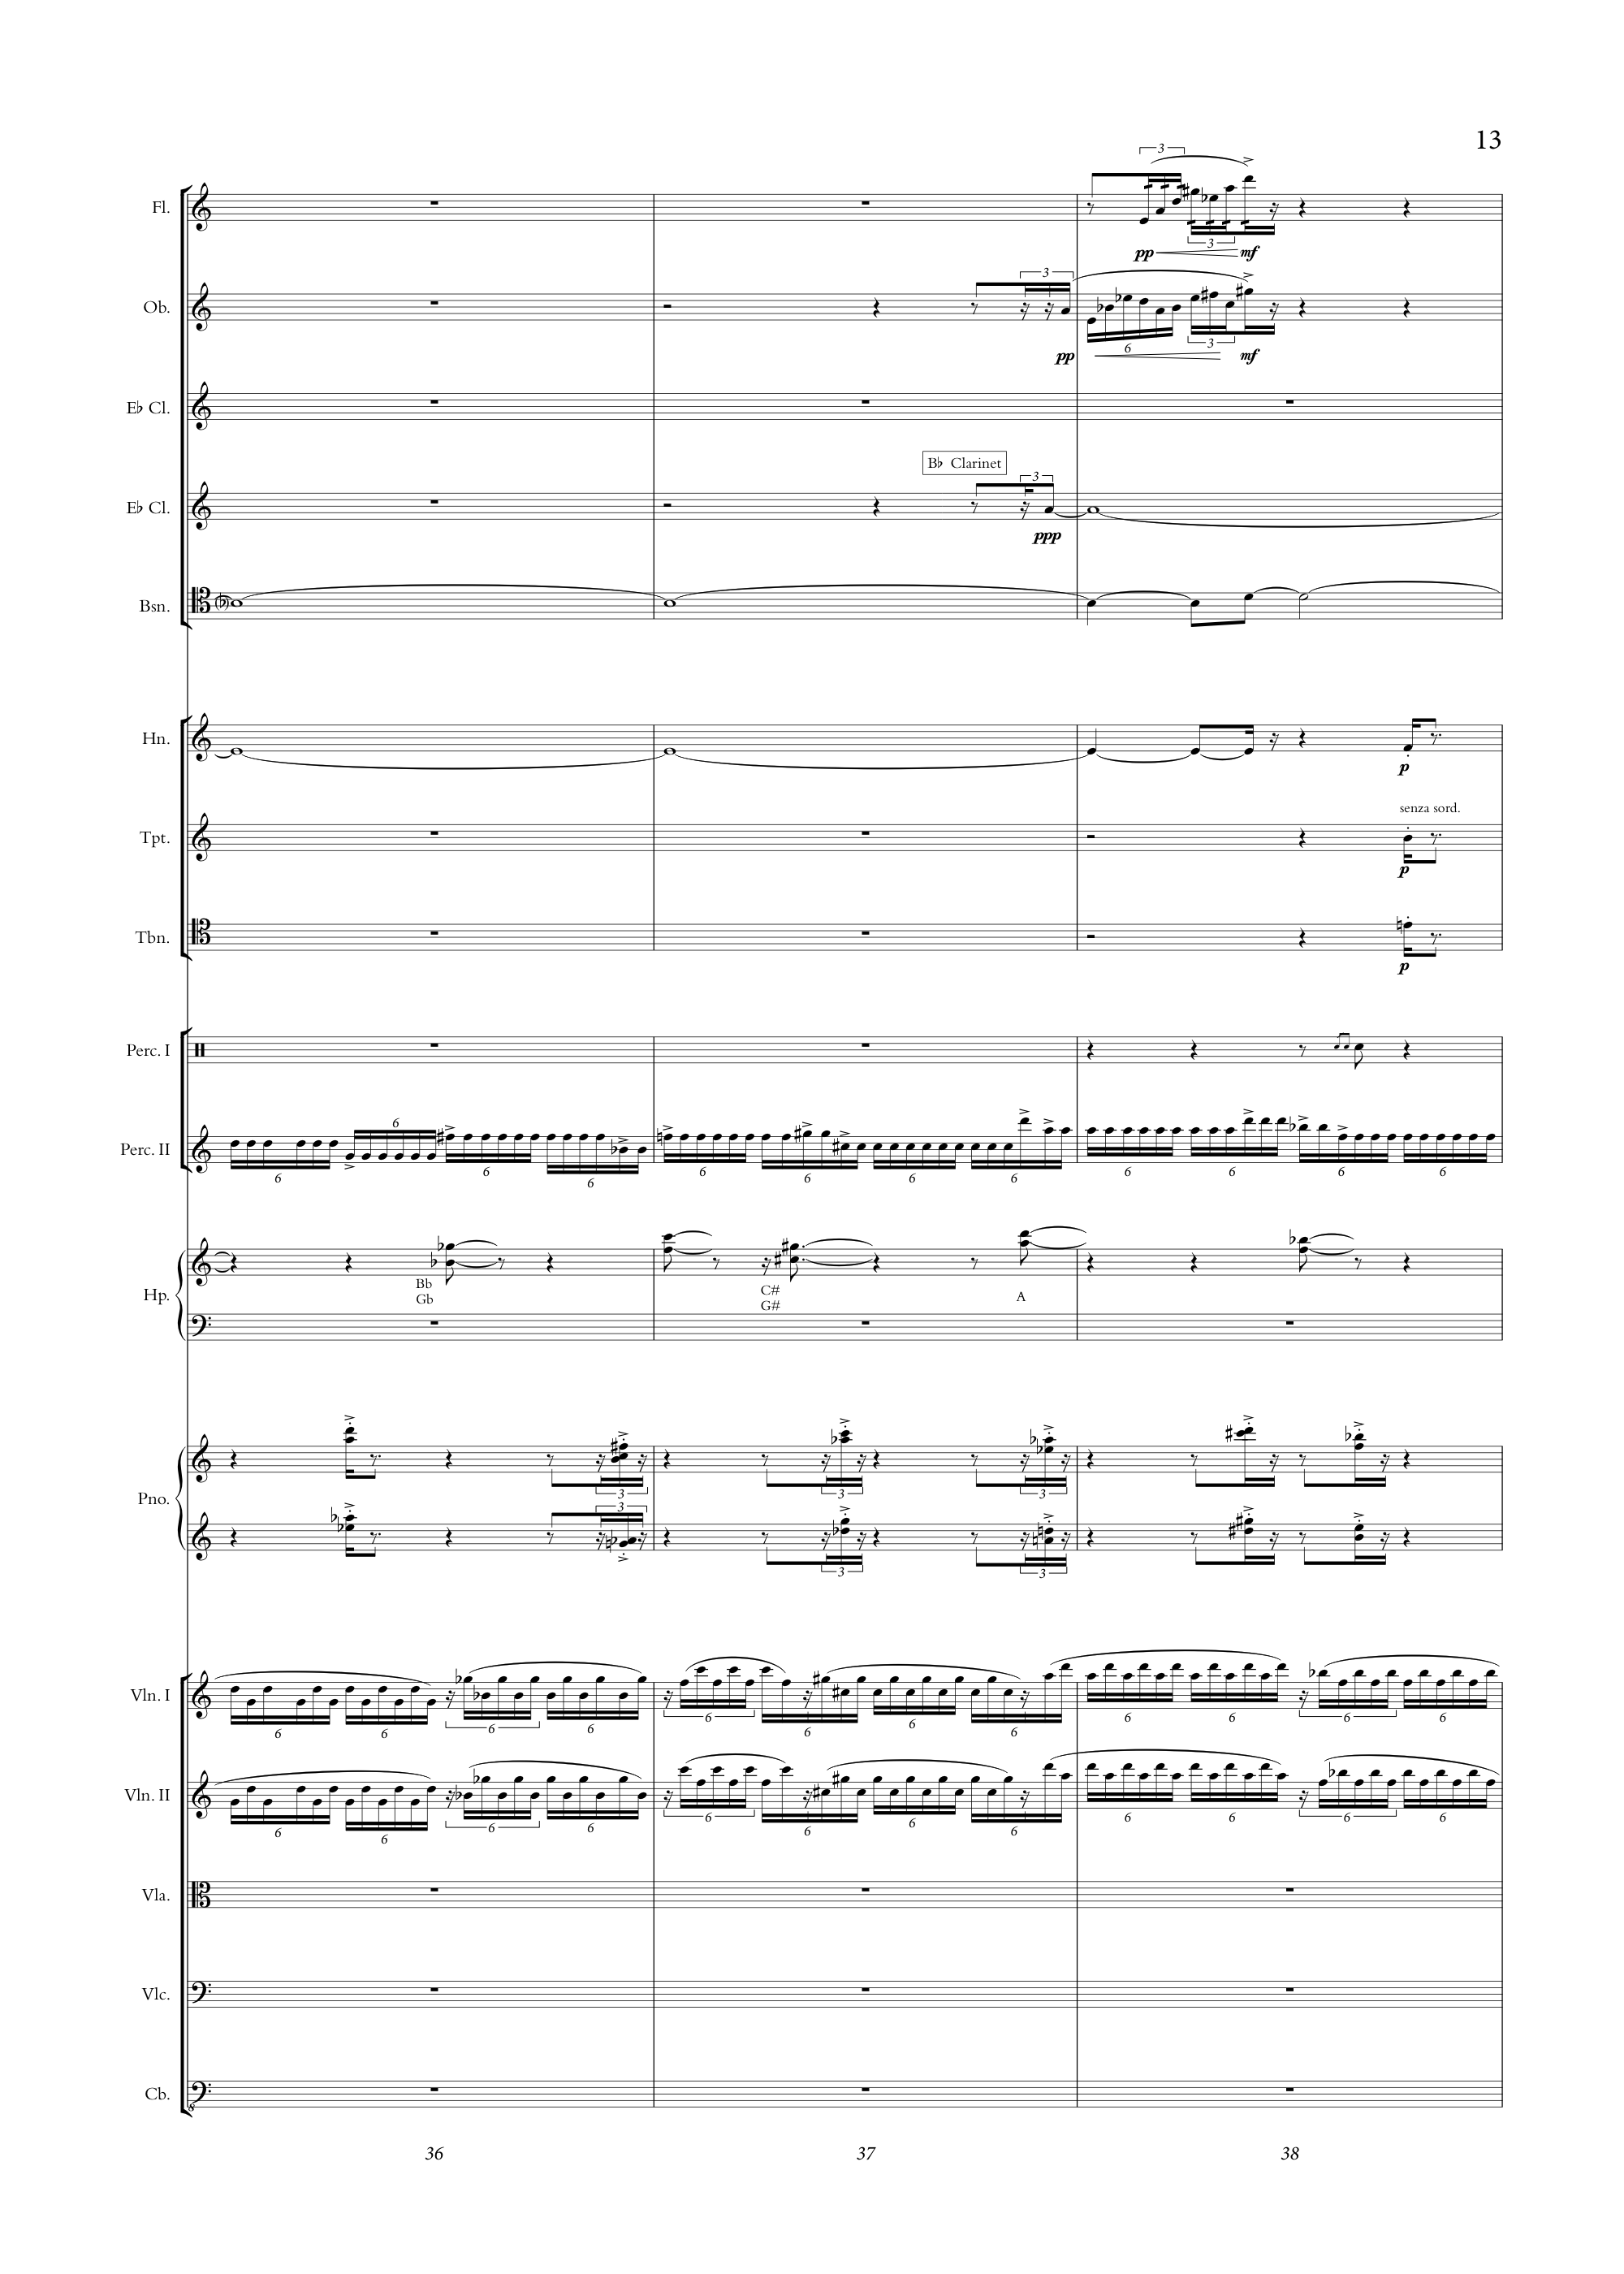 13
3
Fl.
3
pp
mf
3
Ob.
pp
6
3
mf
E♭ Cl.
B♭ Clarinet
3
E♭ Cl.
ppp
Bsn.
Hn.
p
senza sord.
Tpt.
p
Tbn.
p
Perc. I
6
Perc. II
6 6 6 6 6 6 6 6 6 6 6
Bb
Gb
C#
G#
A
Hp.
3 3 3
Pno.
3
3 3
Vln. I
6 6 6 6 6 6 6 6 6 6 6 6
Vln. II
6 6 6 6 6 6 6 6 6 6 6 6
Vla.
Vlc.
Cb.
8
36 37 38